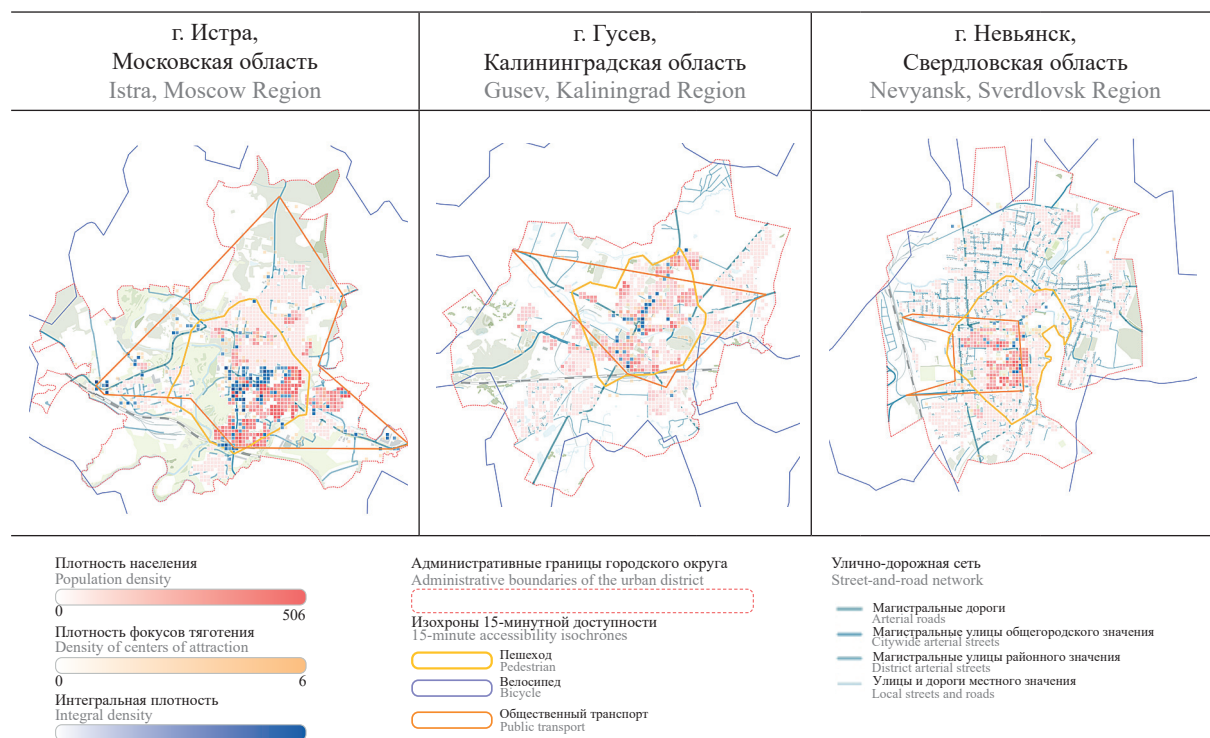 г. Истра,
Московская область
Istra, Moscow Region
г. Гусев,
Калининградская область
Gusev, Kaliningrad Region
г. Невьянск,
Свердловская область
Nevyansk, Sverdlovsk Region
Плотность населения
Population density
0
506
Плотность фокусов тяготения
Density of centers of attraction
0
6
Интегральная плотность
Integral density
Административные границы городского округа
Administrative boundaries of the urban district
Изохроны 15-минутной доступности
15-minute accessibility isochrones
Пешеход
Pedestrian
Велосипед
Bicycle
Общественный транспорт
Public transport
Улично-дорожная сеть
Street-and-road network
Магистральные дороги
Arterial roads
Магистральные улицы общегородского значения
Citywide arterial streets
Магистральные улицы районного значения
District arterial streets
Улицы и дороги местного значения
Local streets and roads